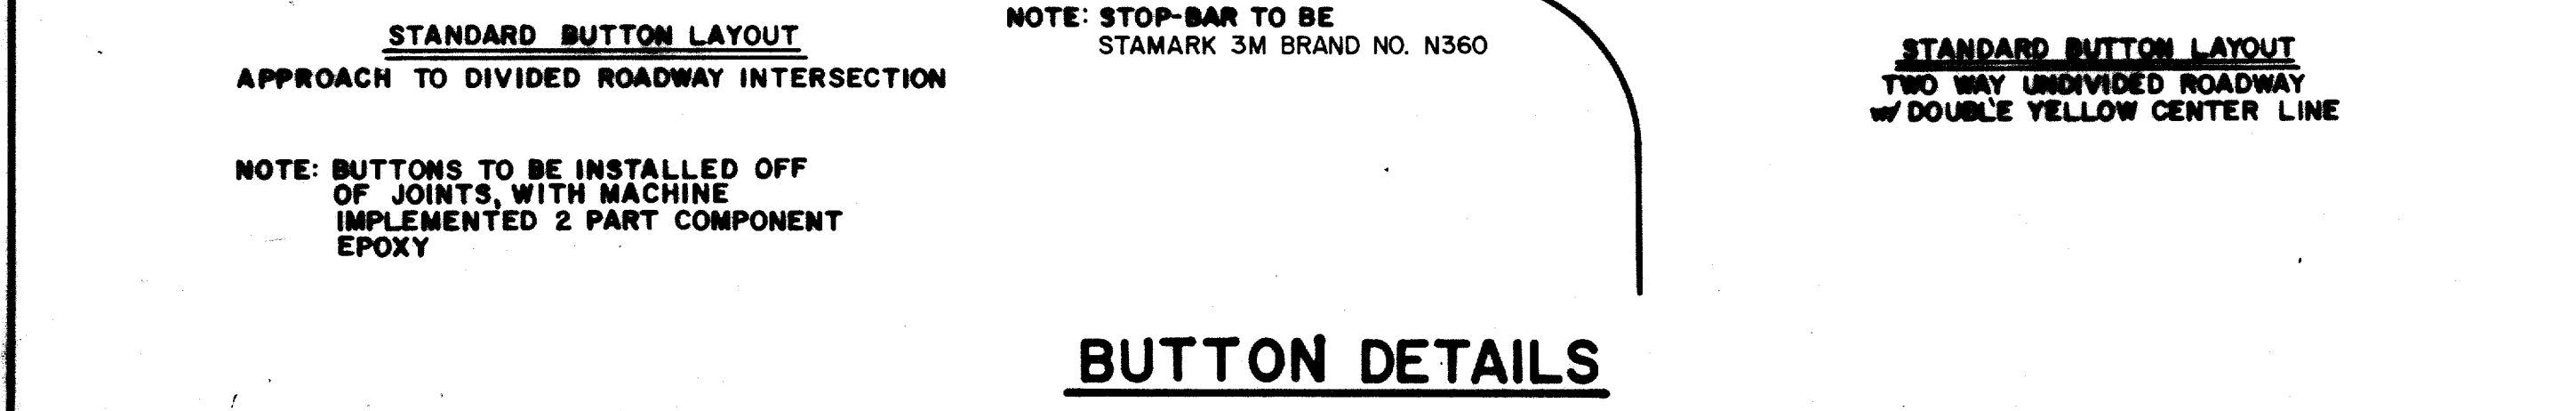 STANDARD BUTTON LAYOUT
APPROACH TO DIVIDED ROADWAY INTERSECTION
NOTE: BUTTONS TO BE INSTALLED OFF
OF JOINTS, WITH MACHINE
IMPLEMENTED 2 PART COMPONENT
EPOXY
NOTE: STOP-BAR TO BE
STAMARK 3M BRAND NO. N360
STANDARD BUTTON LAYOUT
TWO WAY UNDIVIDED ROADWAY
w/ DOUBLE YELLOW CENTER LINE
BUTTON DETAILS